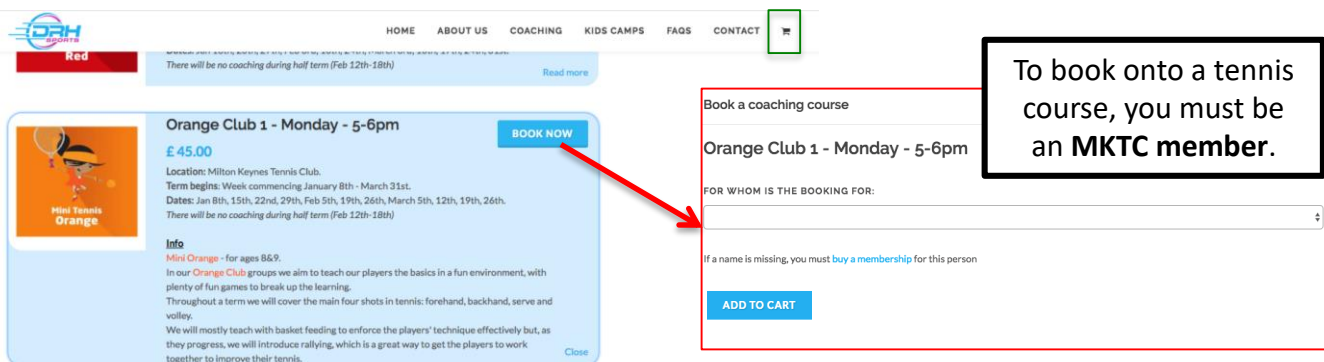 DRH
SPORTS
HOME ABOUT US COACHING KIDS CAMPS FAQS CONTACT
Red
There will be no coaching during half term (Feb 12th-18th)
Read more
Mini Tennis
Orange
Orange Club 1 - Monday - 5-6pm
BOOK NOW
£ 45.00
Location: Milton Keynes Tennis Club.
Term begins: Week commencing January 8th - March 31st.
Dates: Jan 8th, 15th, 22nd, 29th, Feb 5th, 19th, 26th, March 5th, 12th, 19th, 26th.
There will be no coaching during half term (Feb 12th-18th)
Info
Mini Orange - for ages 8&9.
In our Orange Club groups we aim to teach our players the basics in a fun environment, with
plenty of fun games to break up the learning.
Throughout a term we will cover the main four shots in tennis: forehand, backhand, serve and
volley.
We will mostly teach with basket feeding to enforce the players' technique effectively but, as
they progress, we will introduce rallying, which is a great way to get the players to work
together to improve their tennis.
Close
Book a coaching course
Orange Club 1 - Monday - 5-6pm
FOR WHOM IS THE BOOKING FOR:
If a name is missing, you must buy a membership for this person
ADD TO CART
To book onto a tennis
course, you must be
an MKTC member.